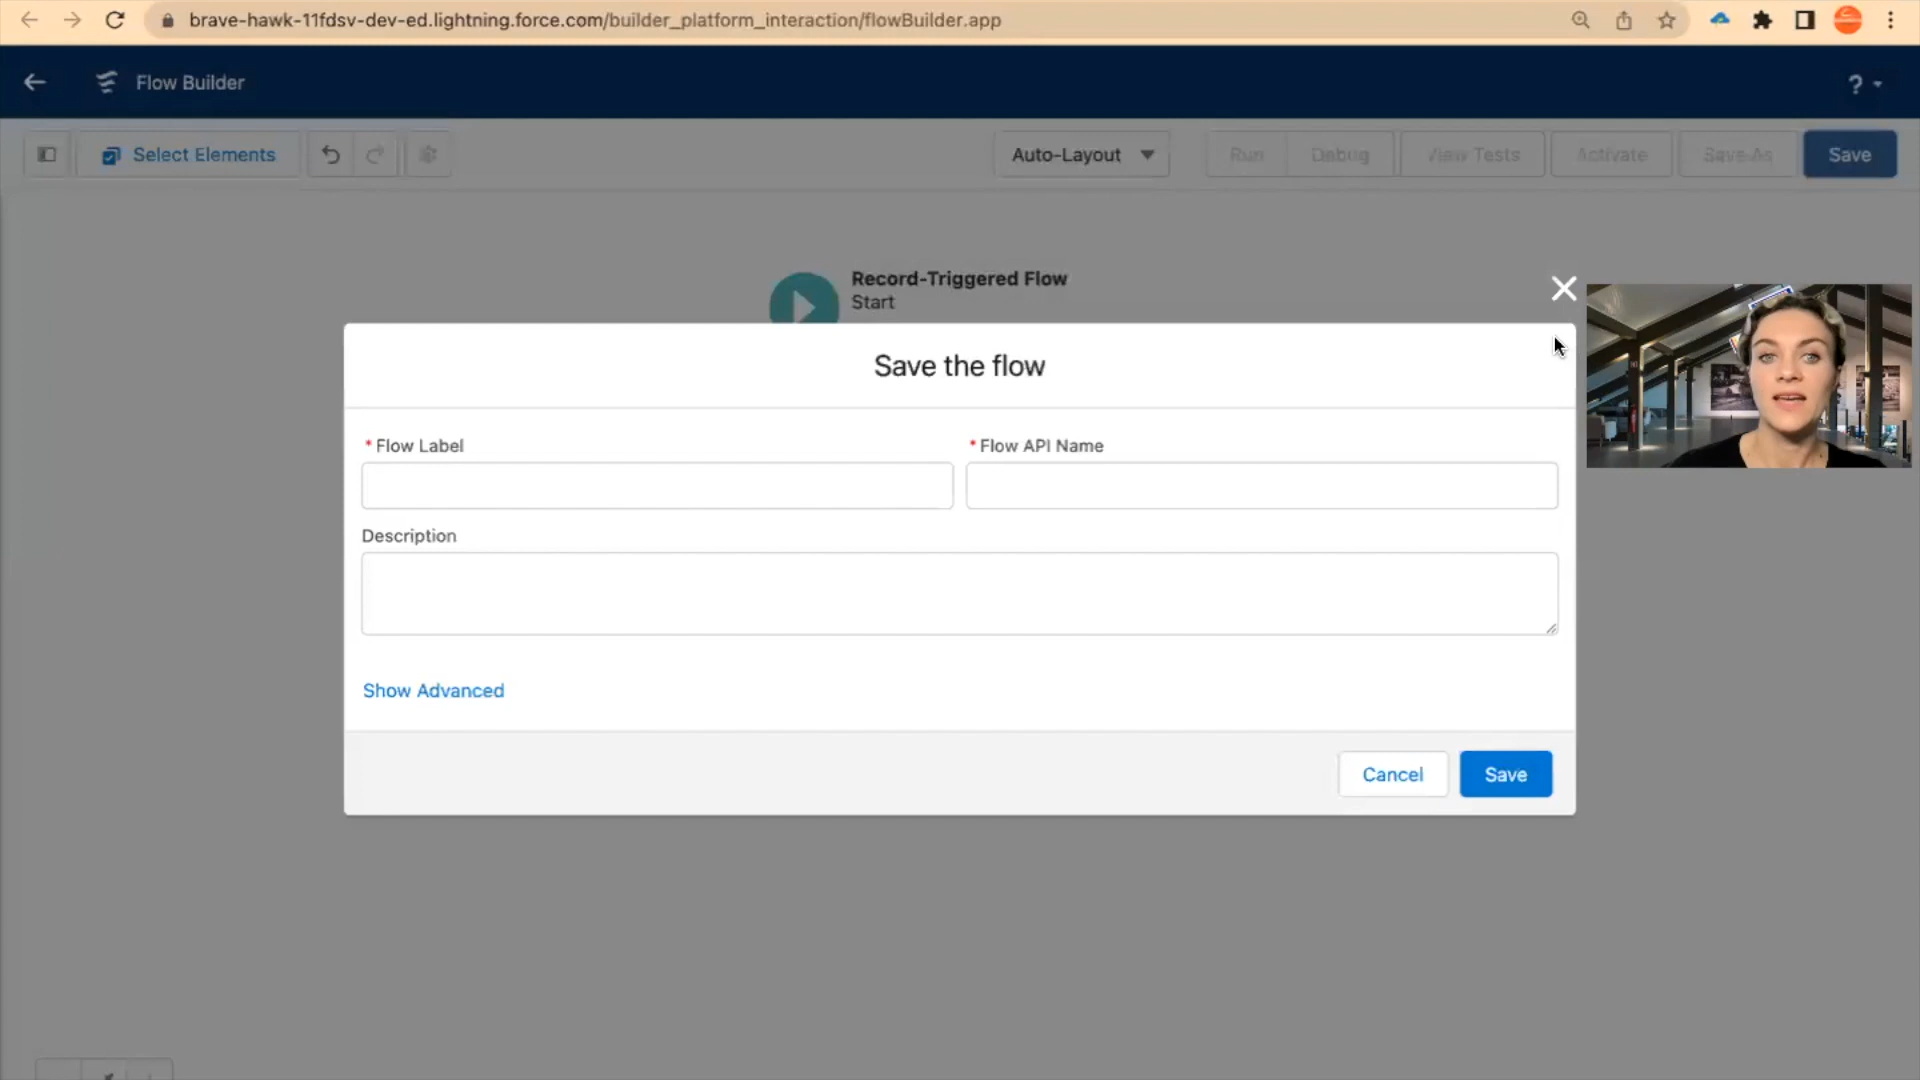 brave-hawk-11fdsv-dev-ed.lightning.force.com/builder_platform_interaction/flowBuilder.app
Flow Builder
?
Select Elements
Auto-Layout
Run
Debug
View Tests
Activate
Save As
Save
Record-Triggered Flow
Start
Save the flow
* Flow Label
* Flow API Name
Description
Show Advanced
Cancel
Save